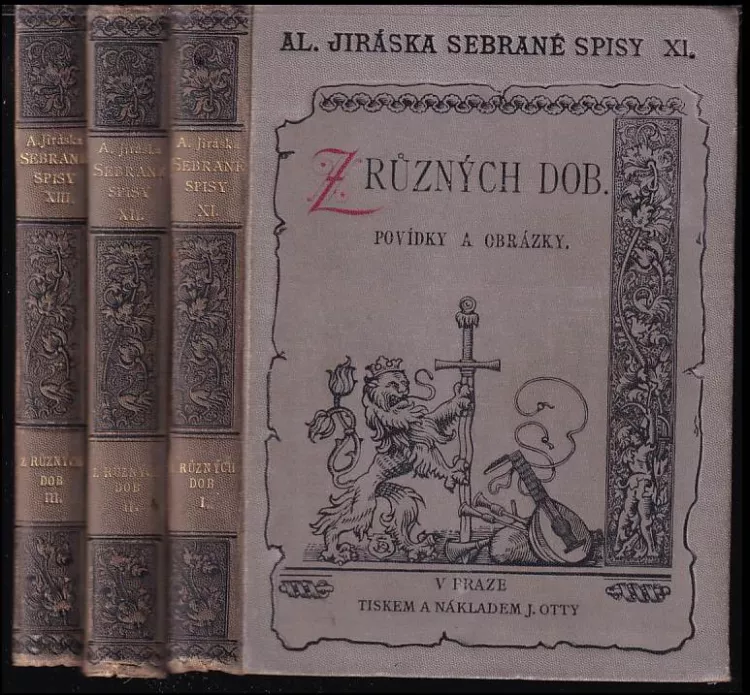 A. Jiráska
SEBRANÉ
SPISY
XIII.
Z RŮZNÝCH
DOB
III.
A. Jiráska
SEBRANÉ
SPISY
XII.
Z RŮZNÝCH
DOB
II.
A. Jiráska
SEBRANÉ
SPISY
XI.
Z RŮZNÝCH
DOB
I.
AL. JIRÁSKA SEBRANÉ SPISY XI.
Z RŮZNÝCH DOB.
POVÍDKY A OBRÁZKY.
V PRAZE
TISKEM A NÁKLADEM J. OTTY